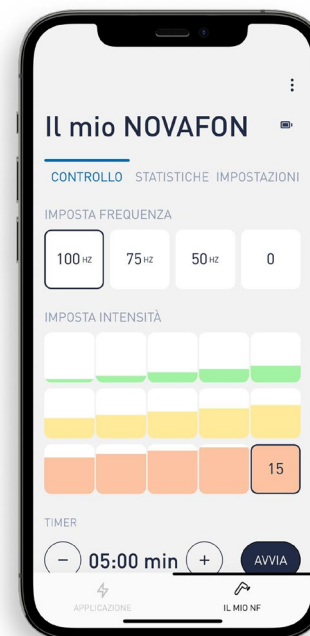 Il mio NOVAFON
CONTROLLO STATISTICHE IMPOSTAZIONI
IMPOSTA FREQUENZA
100 HZ 75 HZ 50 HZ 0
IMPOSTA INTENSITÀ
15
TIMER
− 05:00 min + AVVIA
APPLICAZIONE IL MIO NF